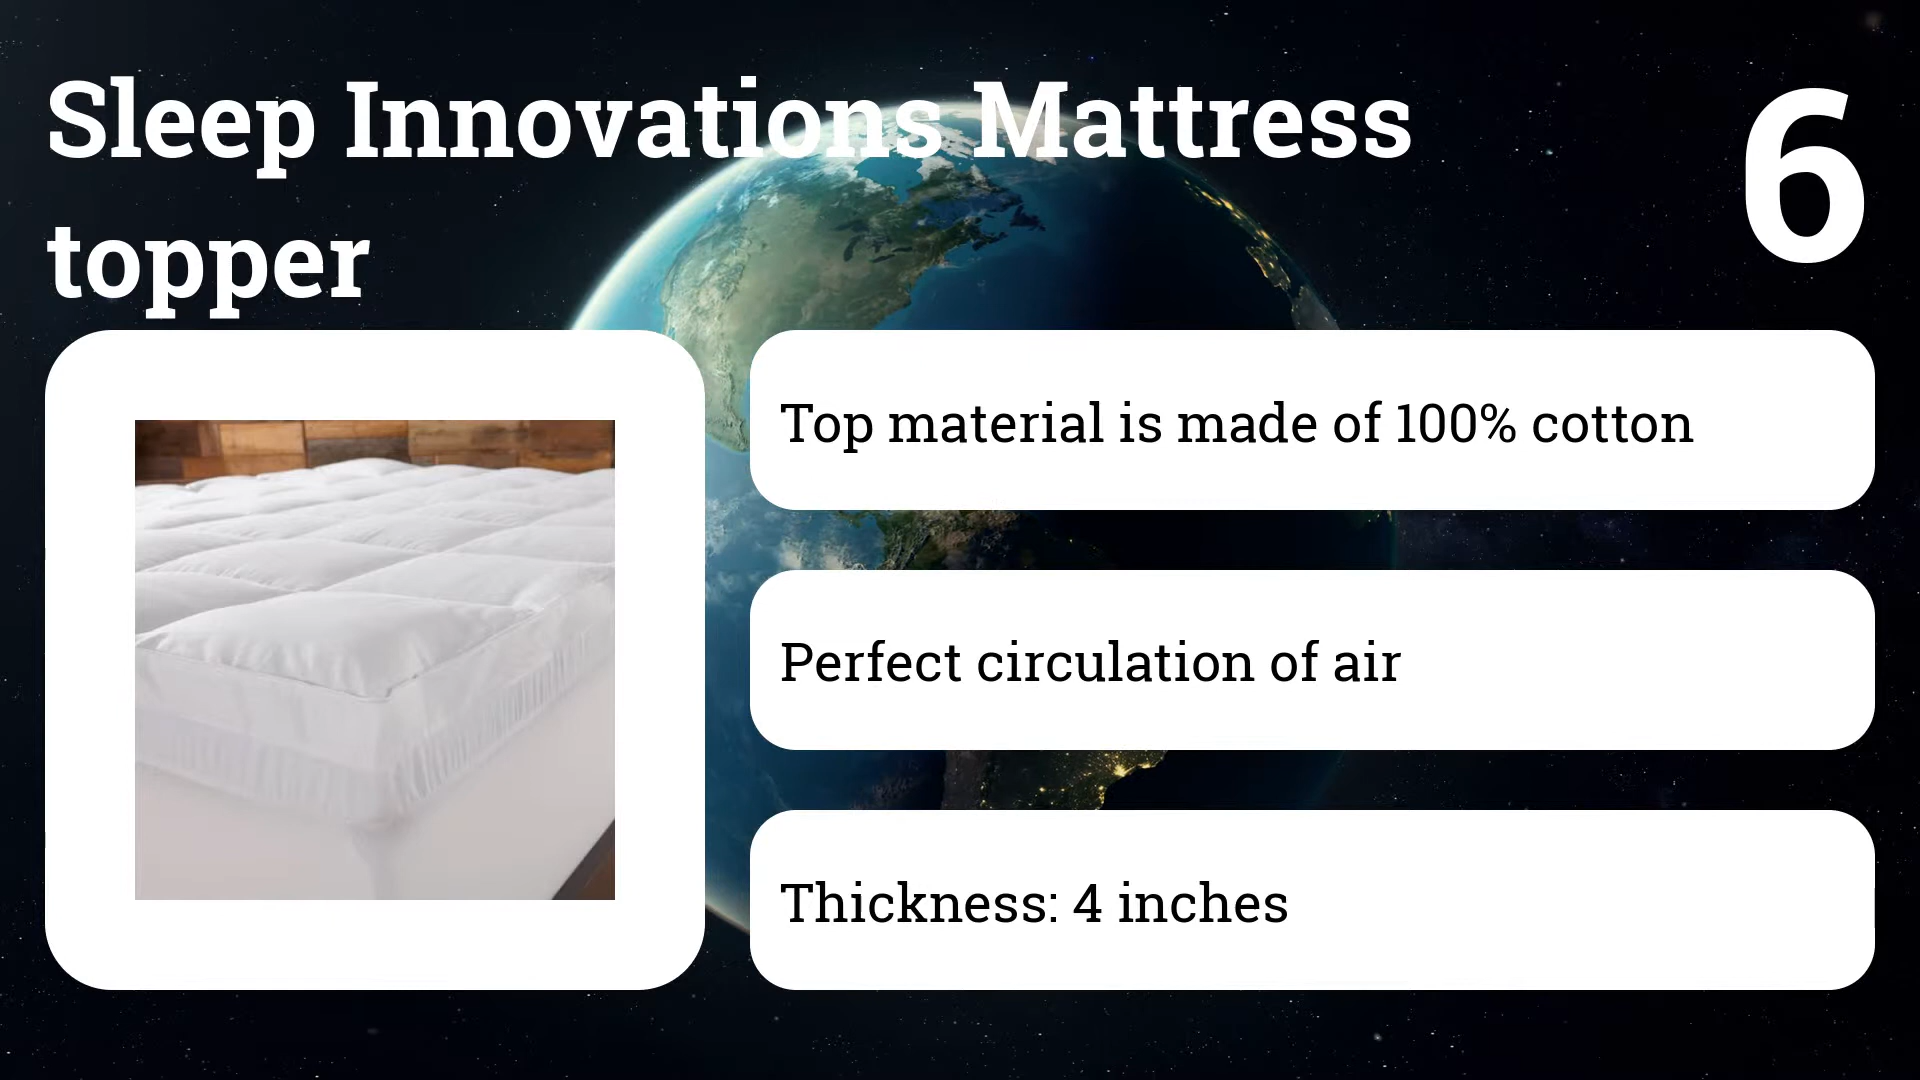 Sleep Innovations Mattress
topper
6
Top material is made of 100% cotton
Perfect circulation of air
Thickness: 4 inches